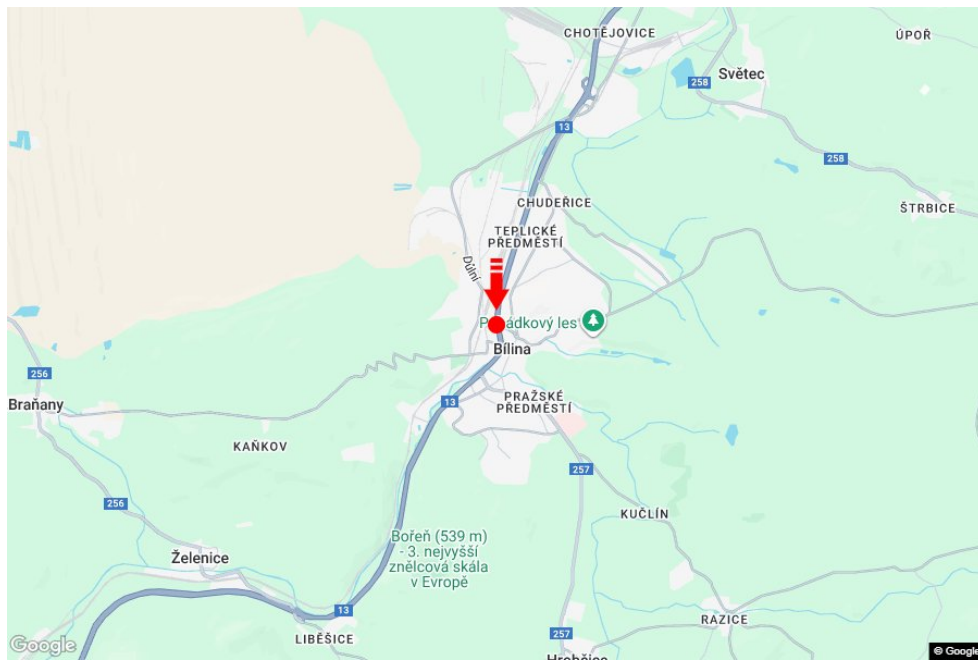 CHOTĚJOVICE
ÚPOŘ
Světec
258
13
258
CHUDEŘICE
ŠTRBICE
TEPLICKÉ
PŘEDMĚSTÍ
Důlní
les
Bílina
256
Braňany
PRAŽSKÉ
PŘEDMĚSTÍ
13
KAŇKOV
257
256
KUČLÍN
Bořeň (539 m)
- 3. nejvyšší
znělcová skála
v Evropě
Želenice
13
LIBĚŠICE
RAZICE
257
Google
© Google